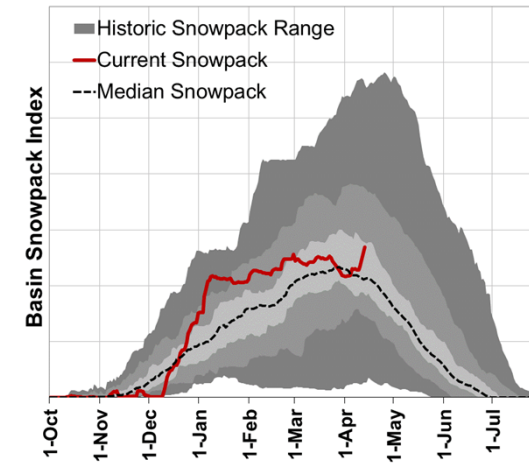 Historic Snowpack Range
Current Snowpack
Median Snowpack
Basin Snowpack Index
1-Oct
1-Nov
1-Dec
1-Jan
1-Feb
1-Mar
1-Apr
1-May
1-Jun
1-Jul